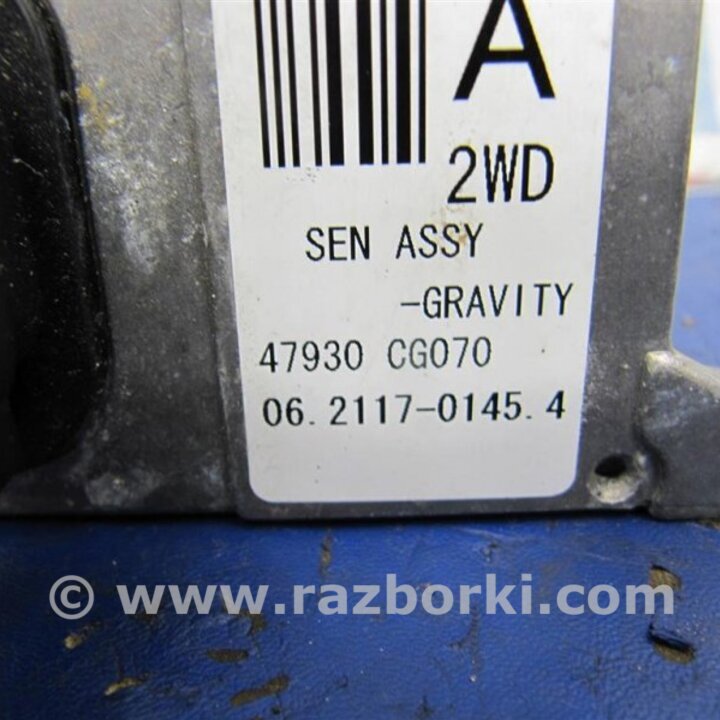 A
2WD
SEN ASSY
-GRAVITY
47930 CG070
06.2117-0145.4
© www.razborki.com